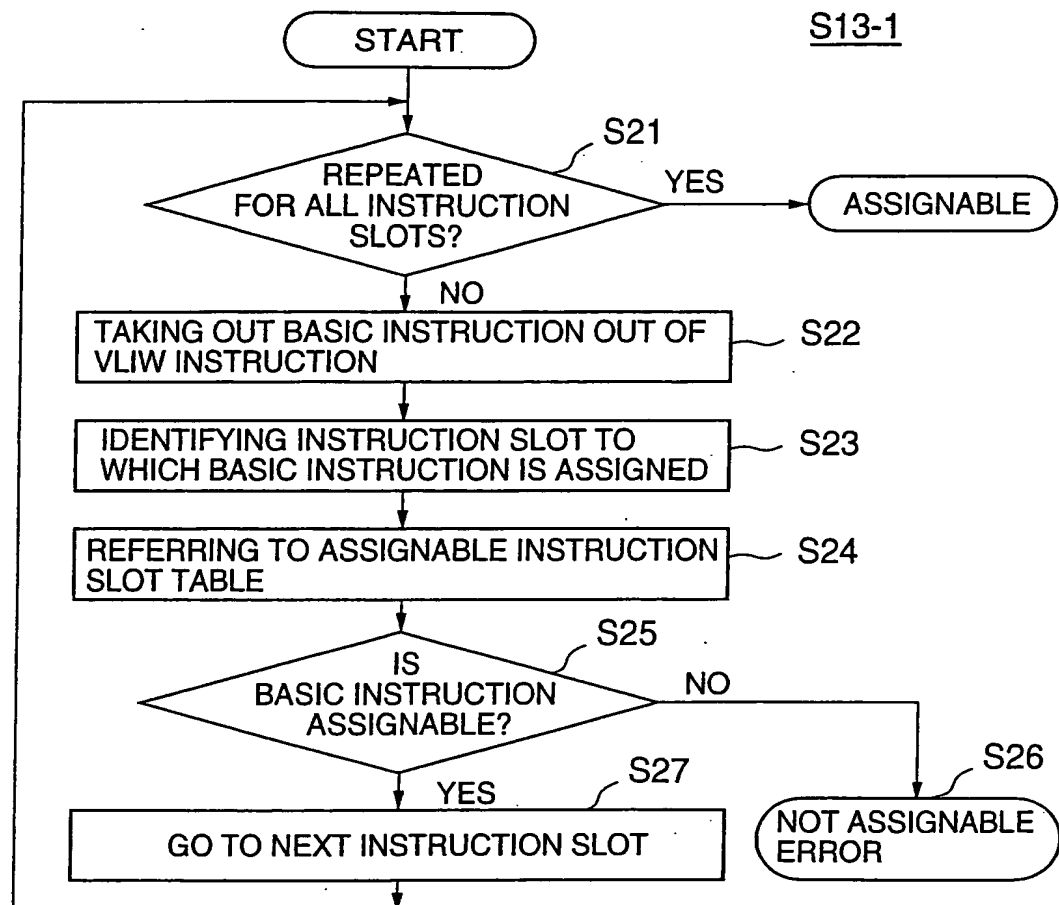 START
S13-1
S21
REPEATED
FOR ALL INSTRUCTION
SLOTS?
YES
ASSIGNABLE
NO
TAKING OUT BASIC INSTRUCTION OUT OF
VLIW INSTRUCTION
S22
IDENTIFYING INSTRUCTION SLOT TO
WHICH BASIC INSTRUCTION IS ASSIGNED
S23
REFERRING TO ASSIGNABLE INSTRUCTION
SLOT TABLE
S24
S25
IS
BASIC INSTRUCTION
ASSIGNABLE?
NO
YES
S27
S26
GO TO NEXT INSTRUCTION SLOT
NOT ASSIGNABLE
ERROR